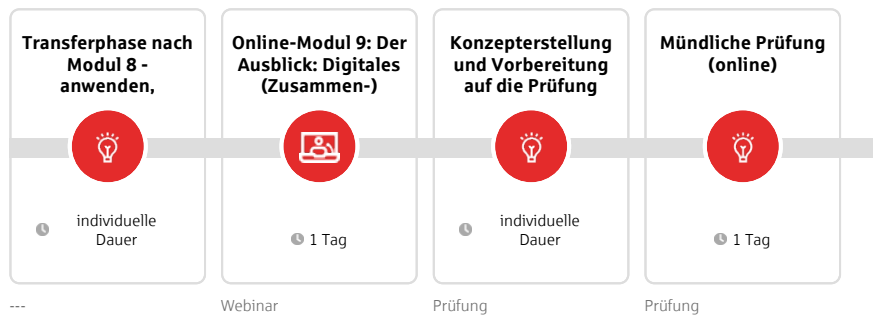 Transferphase nach
Modul 8 -
anwenden,
individuelle
Dauer
---
Online-Modul 9: Der
Ausblick: Digitales
(Zusammen-)
1 Tag
Webinar
Konzepterstellung
und Vorbereitung
auf die Prüfung
individuelle
Dauer
Prüfung
Mündliche Prüfung
(online)
1 Tag
Prüfung